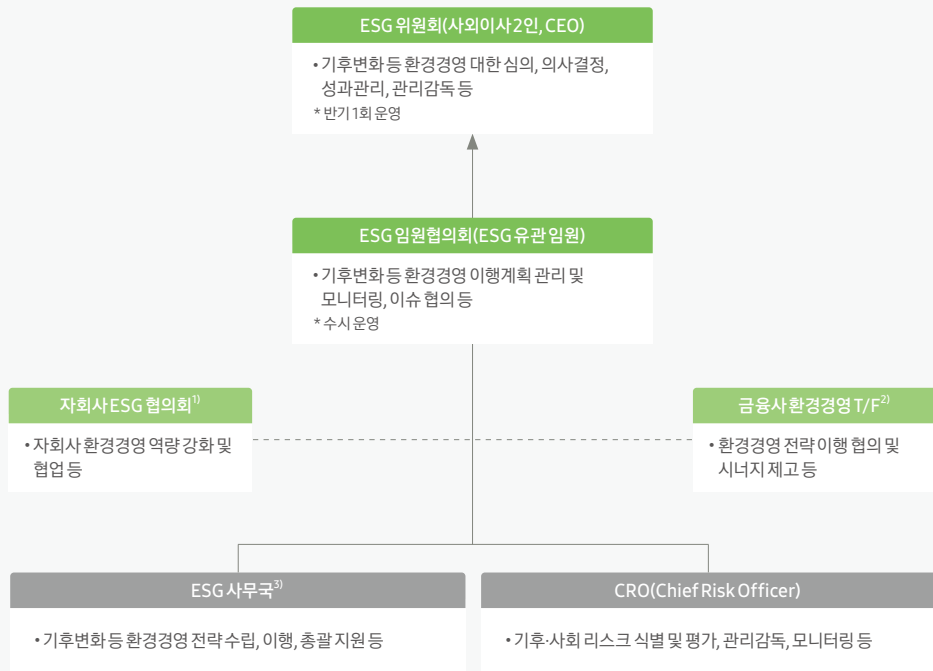 ESG 위원회(사외이사 2인, CEO)
• 기후변화 등 환경경영 대한 심의, 의사결정,
성과관리, 관리감독 등
* 반기 1회 운영
ESG 임원협의회(ESG 유관 임원)
• 기후변화 등 환경경영 이행계획 관리 및
모니터링, 이슈 협의 등
* 수시 운영
자회사 ESG 협의회1)
• 자회사 환경경영 역량 강화 및
협업 등
금융사 환경경영 T/F2)
• 환경경영 전략 이행 협의 및
시너지 제고 등
ESG 사무국3)
• 기후변화 등 환경경영 전략 수립, 이행, 총괄 지원 등
CRO(Chief Risk Officer)
• 기후·사회 리스크 식별 및 평가, 관리감독, 모니터링 등